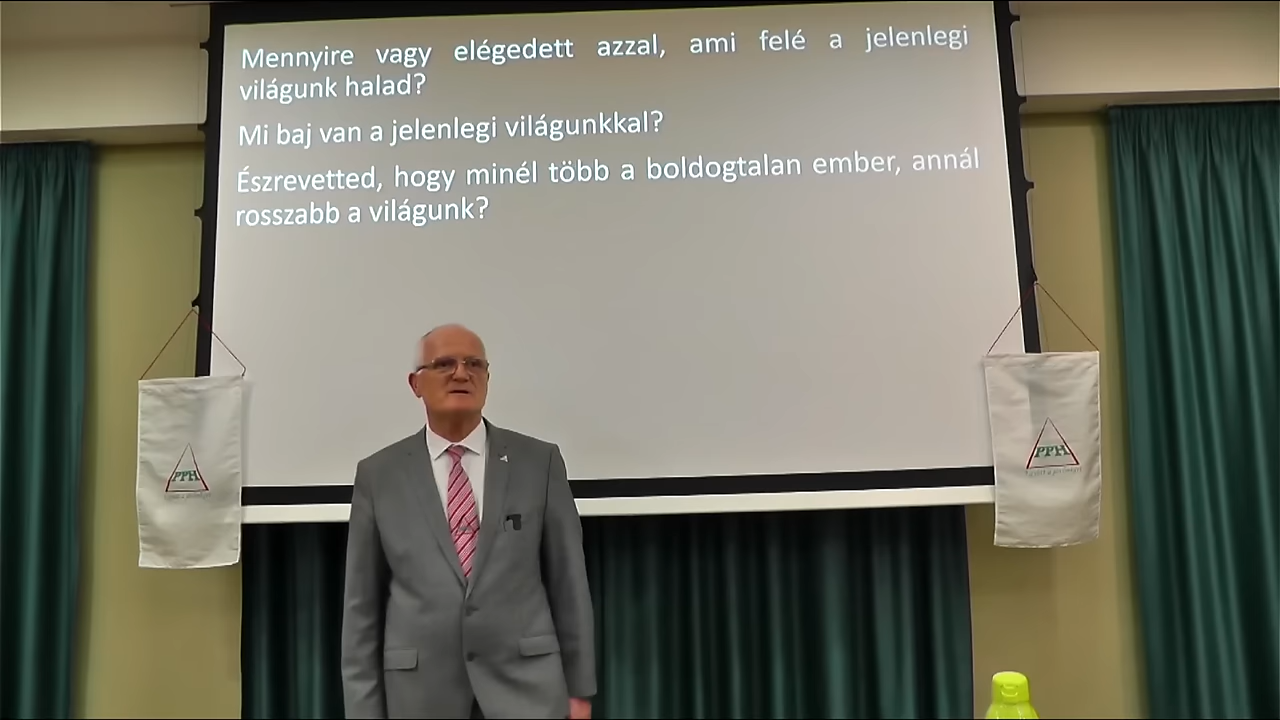 Mennyire vagy elégedett azzal, ami felé a jelenlegi
világunk halad?
Mi baj van a jelenlegi világunkkal?
Észrevetted, hogy minél több a boldogtalan ember, annál
rosszabb a világunk?
PPH
PPH